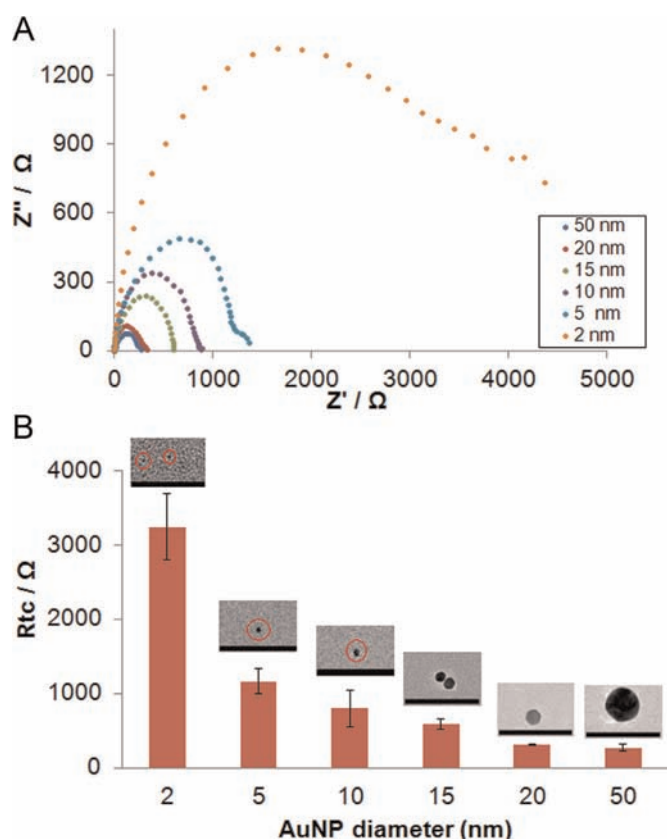 A
Z" / Ω
1200
900
600
300
0
50 nm
20 nm
15 nm
10 nm
5 nm
2 nm
0
1000
2000
3000
4000
5000
Z' / Ω
B
Rtc / Ω
4000
3000
2000
1000
0
2
5
10
15
20
50
AuNP diameter (nm)